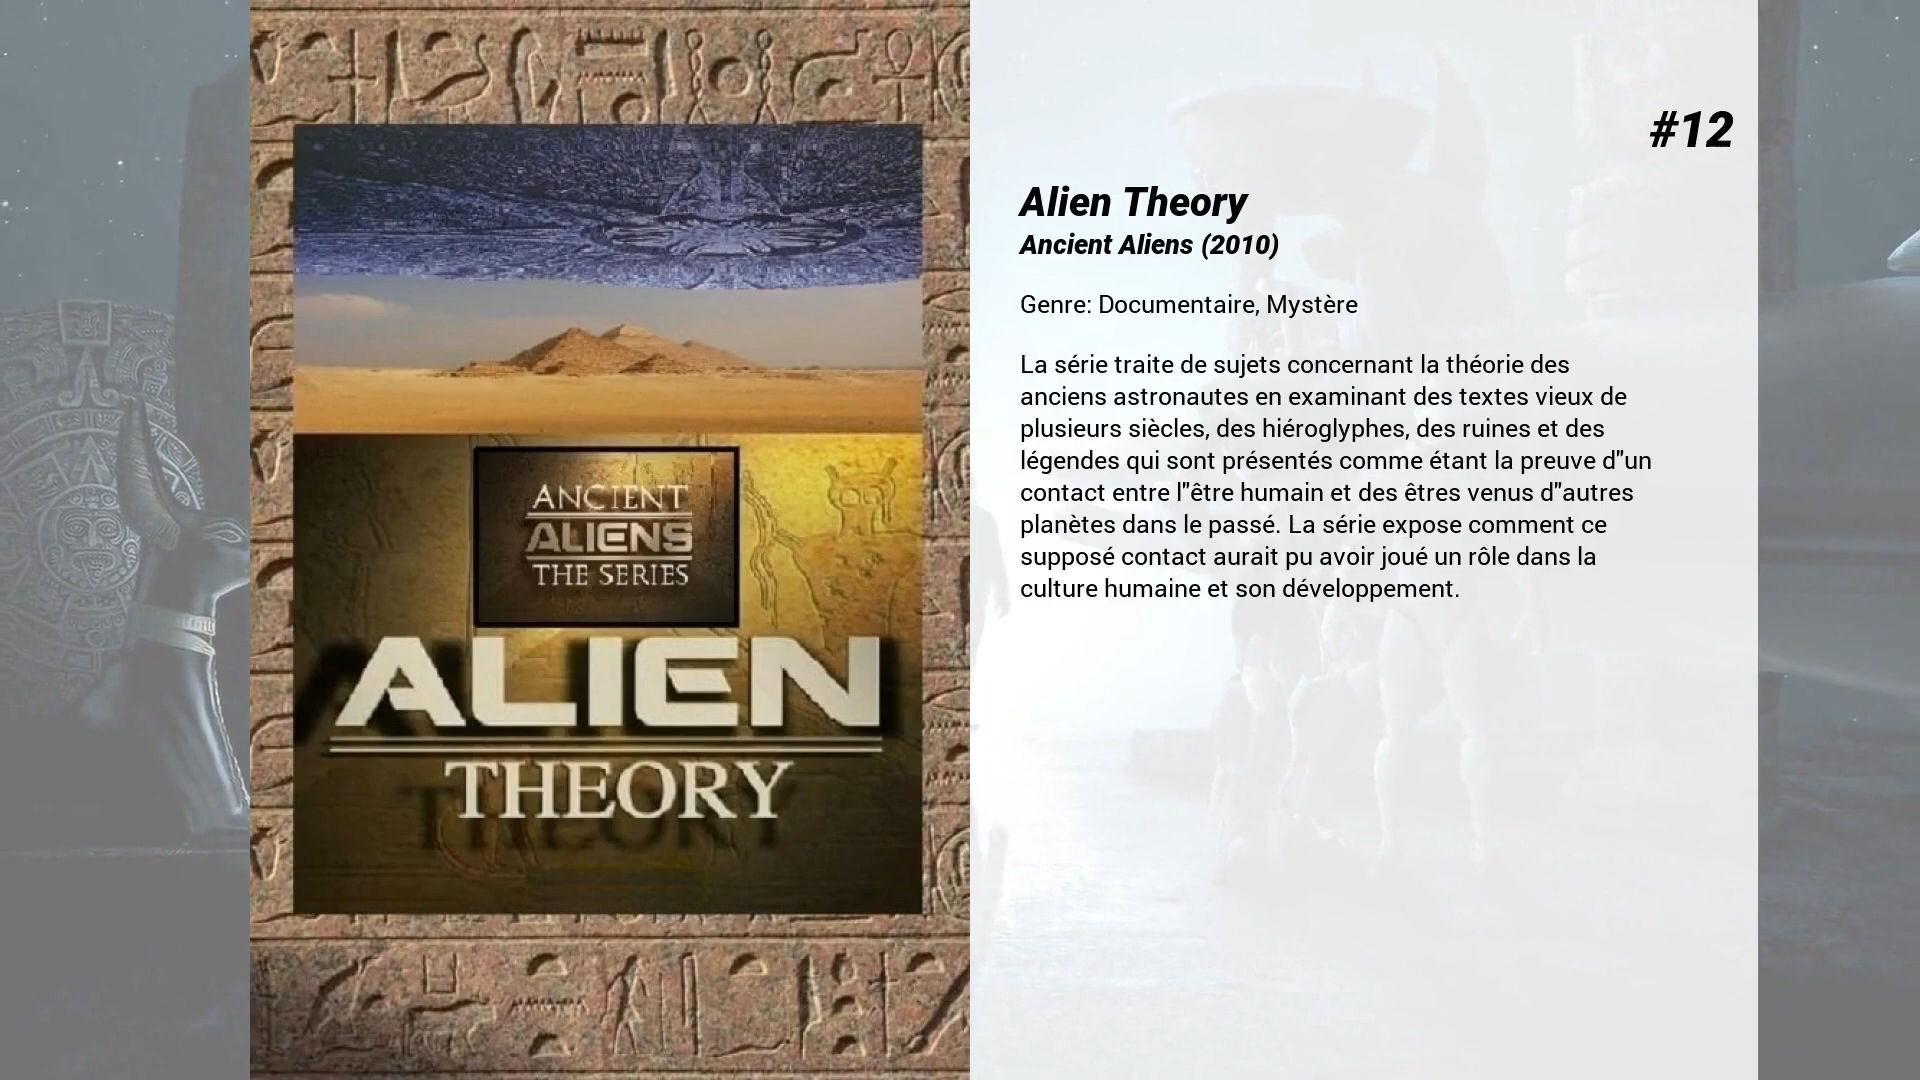 ANCIENT
ALIENS
THE SERIES
ALIEN
THEORY
#12
Alien Theory
Ancient Aliens (2010)
Genre: Documentaire, Mystère
La série traite de sujets concernant la théorie des
anciens astronautes en examinant des textes vieux de
plusieurs siècles, des hiéroglyphes, des ruines et des
légendes qui sont présentés comme étant la preuve d"un
contact entre l"être humain et des êtres venus d"autres
planètes dans le passé. La série expose comment ce
supposé contact aurait pu avoir joué un rôle dans la
culture humaine et son développement.